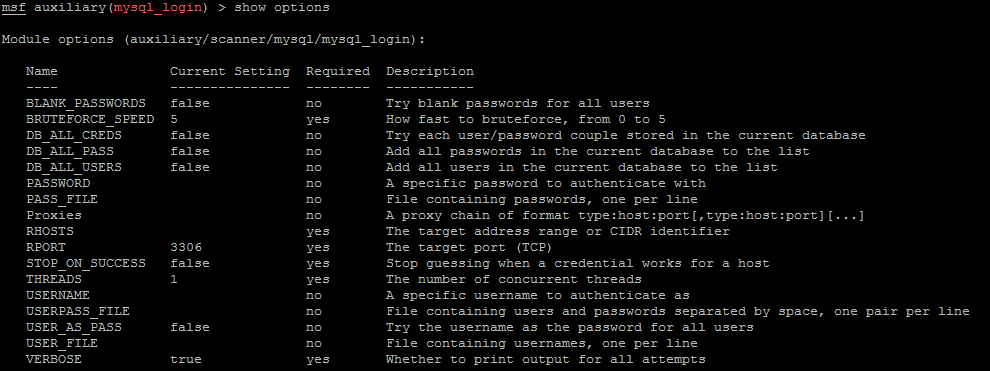 msf auxiliary(mysql_login) > show options
Module options (auxiliary/scanner/mysql/mysql_login):
Name Current Setting Required Description
---- --------------- -------- -----------
BLANK_PASSWORDS false no Try blank passwords for all users
BRUTEFORCE_SPEED 5 yes How fast to bruteforce, from 0 to 5
DB_ALL_CREDS false no Try each user/password couple stored in the current database
DB_ALL_PASS false no Add all passwords in the current database to the list
DB_ALL_USERS false no Add all users in the current database to the list
PASSWORD no A specific password to authenticate with
PASS_FILE no File containing passwords, one per line
Proxies no A proxy chain of format type:host:port[,type:host:port][...]
RHOSTS yes The target address range or CIDR identifier
RPORT 3306 yes The target port (TCP)
STOP_ON_SUCCESS false yes Stop guessing when a credential works for a host
THREADS 1 yes The number of concurrent threads
USERNAME no A specific username to authenticate as
USERPASS_FILE no File containing users and passwords separated by space, one pair per line
USER_AS_PASS false no Try the username as the password for all users
USER_FILE no File containing usernames, one per line
VERBOSE true yes Whether to print output for all attempts